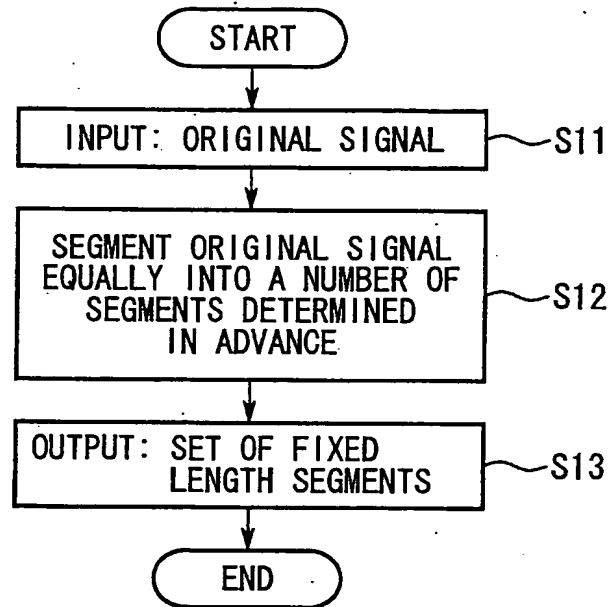 START
INPUT: ORIGINAL SIGNAL
S11
SEGMENT ORIGINAL SIGNAL
EQUALLY INTO A NUMBER OF
SEGMENTS DETERMINED
IN ADVANCE
S12
OUTPUT: SET OF FIXED
LENGTH SEGMENTS
S13
END